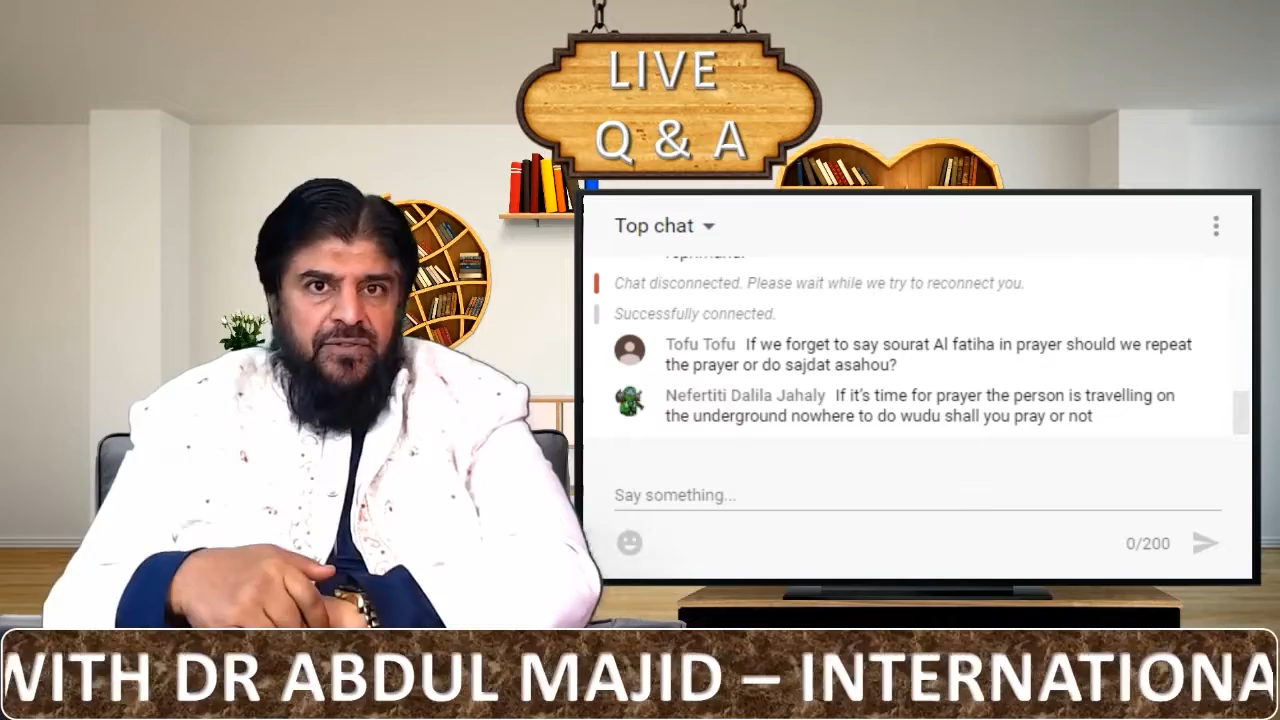 LIVE
Q & A
Top chat
Chat disconnected. Please wait while we try to reconnect you.
Successfully connected.
Tofu Tofu If we forget to say sourat Al fatiha in prayer should we repeat
the prayer or do sajdat asahou?
Nefertiti Dalila Jahaly If it's time for prayer the person is travelling on
the underground nowhere to do wudu shall you pray or not
Say something...
0/200
WITH DR ABDUL MAJID – INTERNATIONA